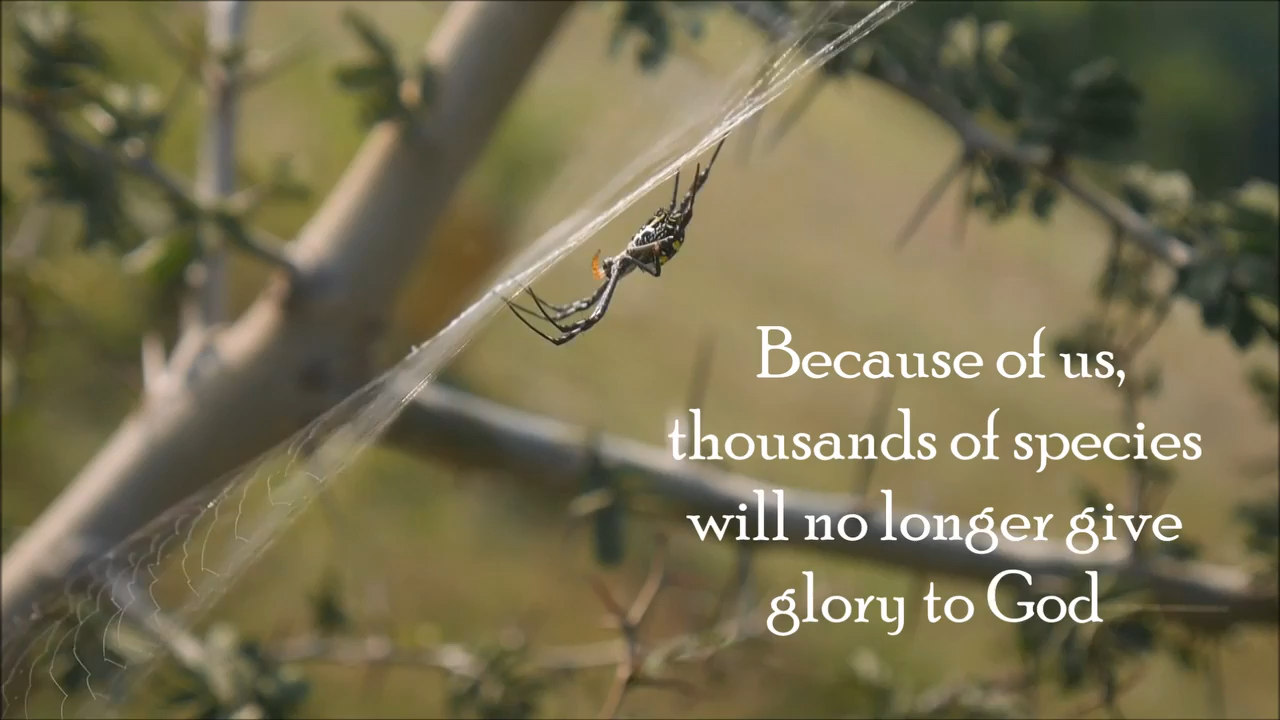 Because of us,
thousands of species
will no longer give
glory to God